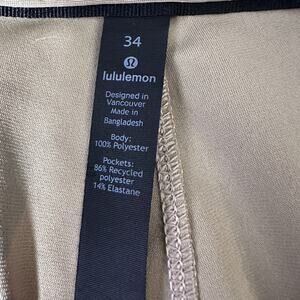 34
lululemon
Designed in
Vancouver
Made in
Bangladesh
Body:
100% Polyester
Pockets:
86% Recycled
polyester
14% Elastane